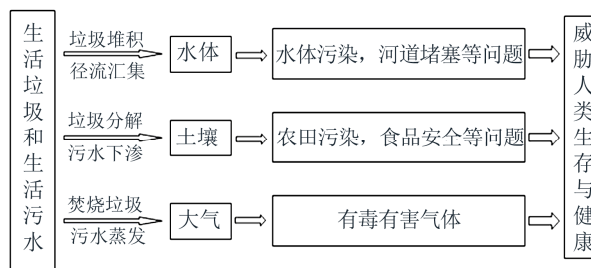 生活垃圾和生活污水
垃圾堆积
径流汇集
水体
水体污染，河道堵塞等问题
垃圾分解
污水下渗
土壤
农田污染，食品安全等问题
焚烧垃圾
污水蒸发
大气
有毒有害气体
威胁人类生存与健康